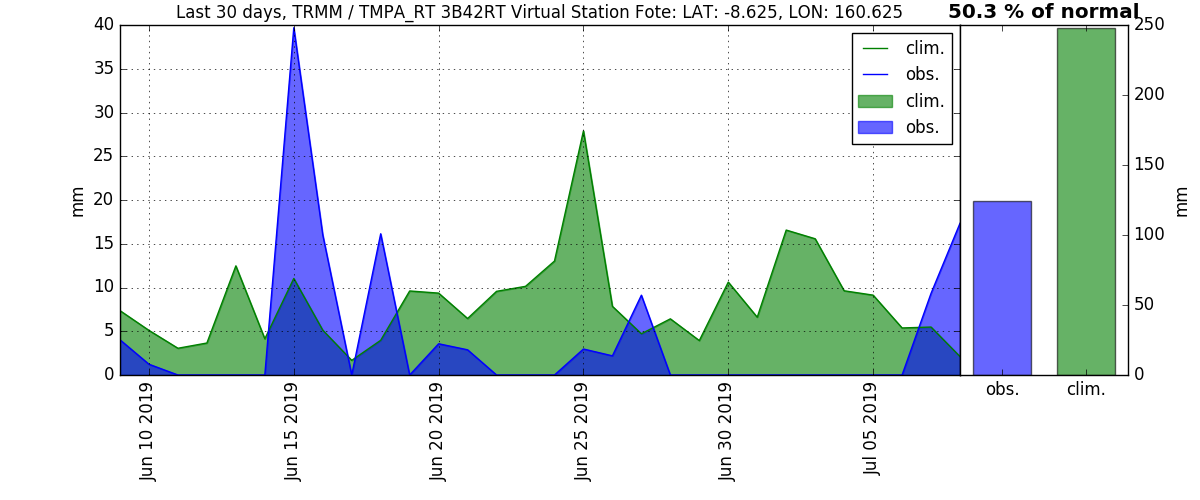 Last 30 days, TRMM / TMPA_RT 3B42RT Virtual Station Fote: LAT: -8.625, LON: 160.625
50.3 % of normal
40
35
30
25
20
15
10
5
0
mm
clim.
obs.
clim.
obs.
Jun 10 2019
Jun 15 2019
Jun 20 2019
Jun 25 2019
Jun 30 2019
Jul 05 2019
250
200
150
100
50
0
mm
obs.
clim.